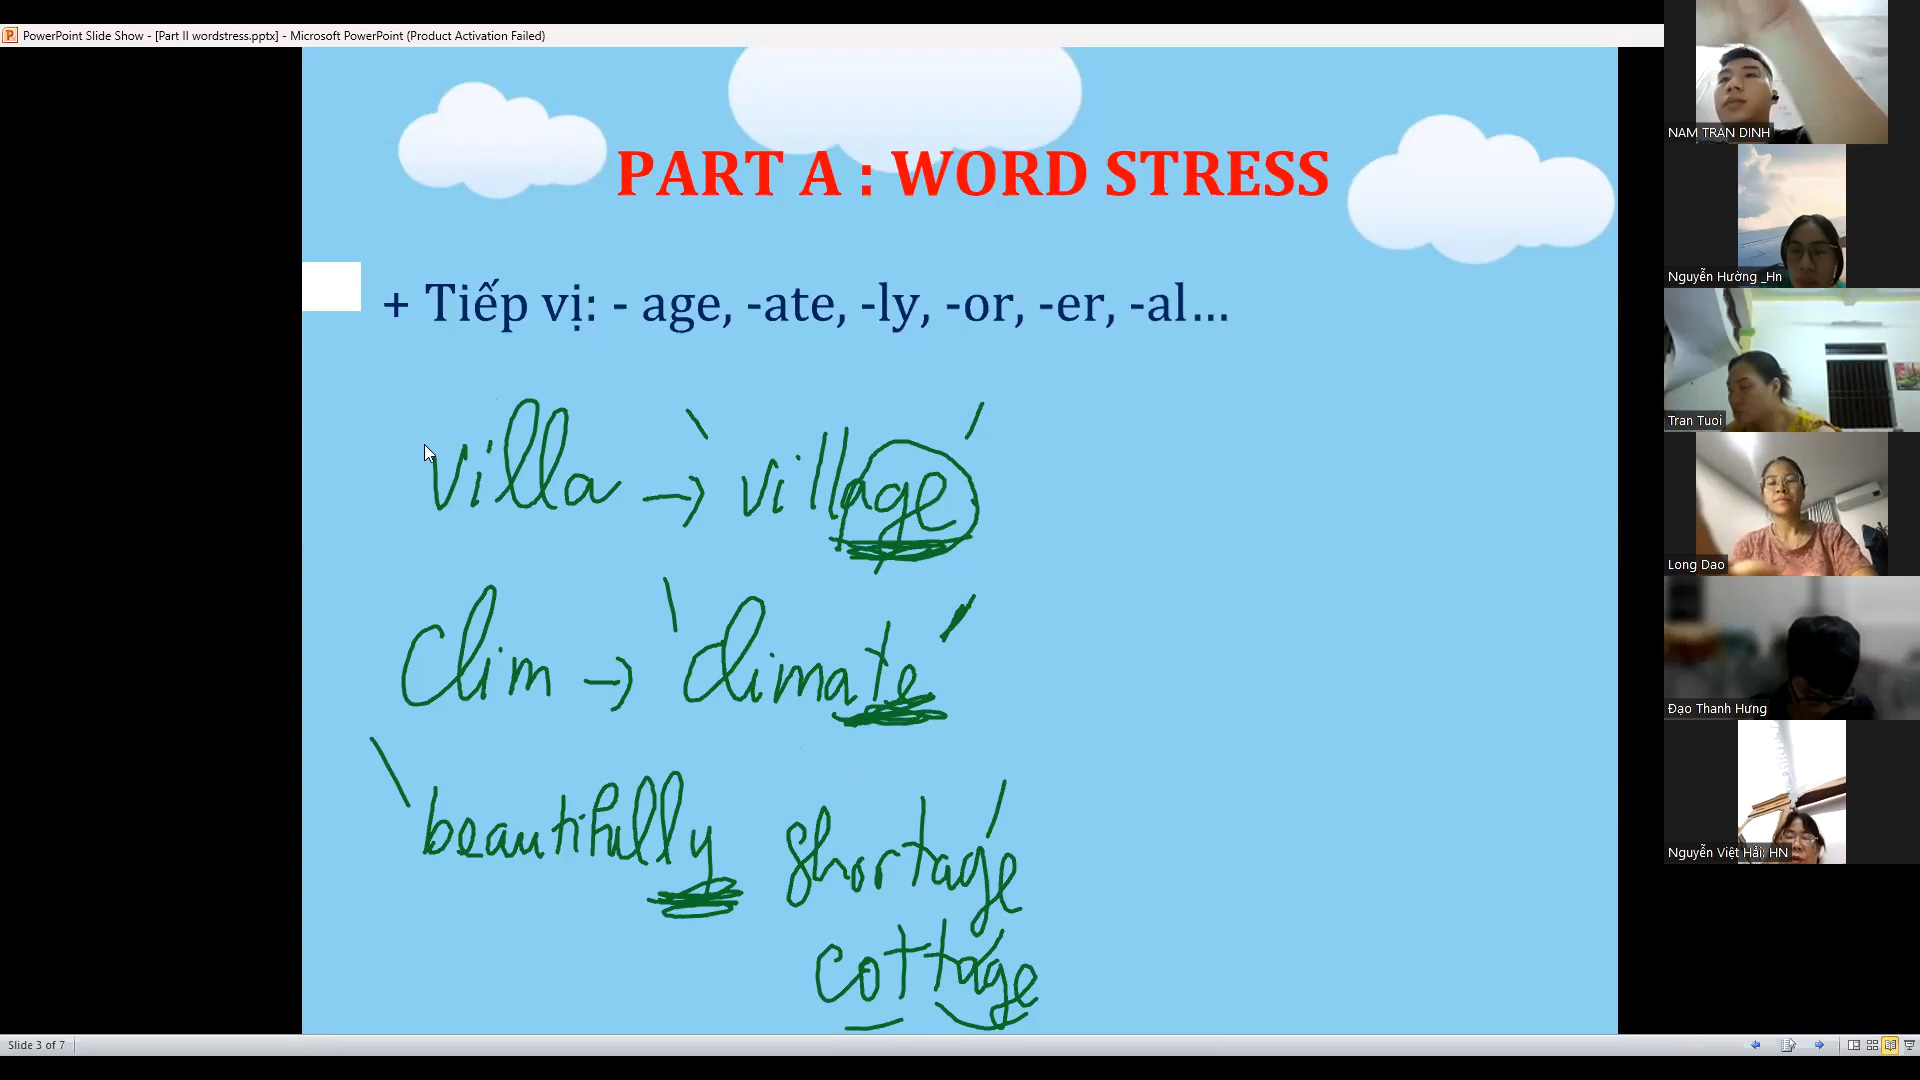 PowerPoint Slide Show - [Part II wordstress.pptx] - Microsoft PowerPoint (Product Activation Failed)
PART A : WORD STRESS
+ Tiếp vị: - age, -ate, -ly, -or, -er, -al...
villa → village
Clim → climate
beautifully shortage
cottage
NAM TRAN DINH
Nguyễn Hường _Hn
Tran Tuoi
Long Dao
Đạo Thanh Hưng
Nguyễn Việt Hải: HN
Slide 3 of 7